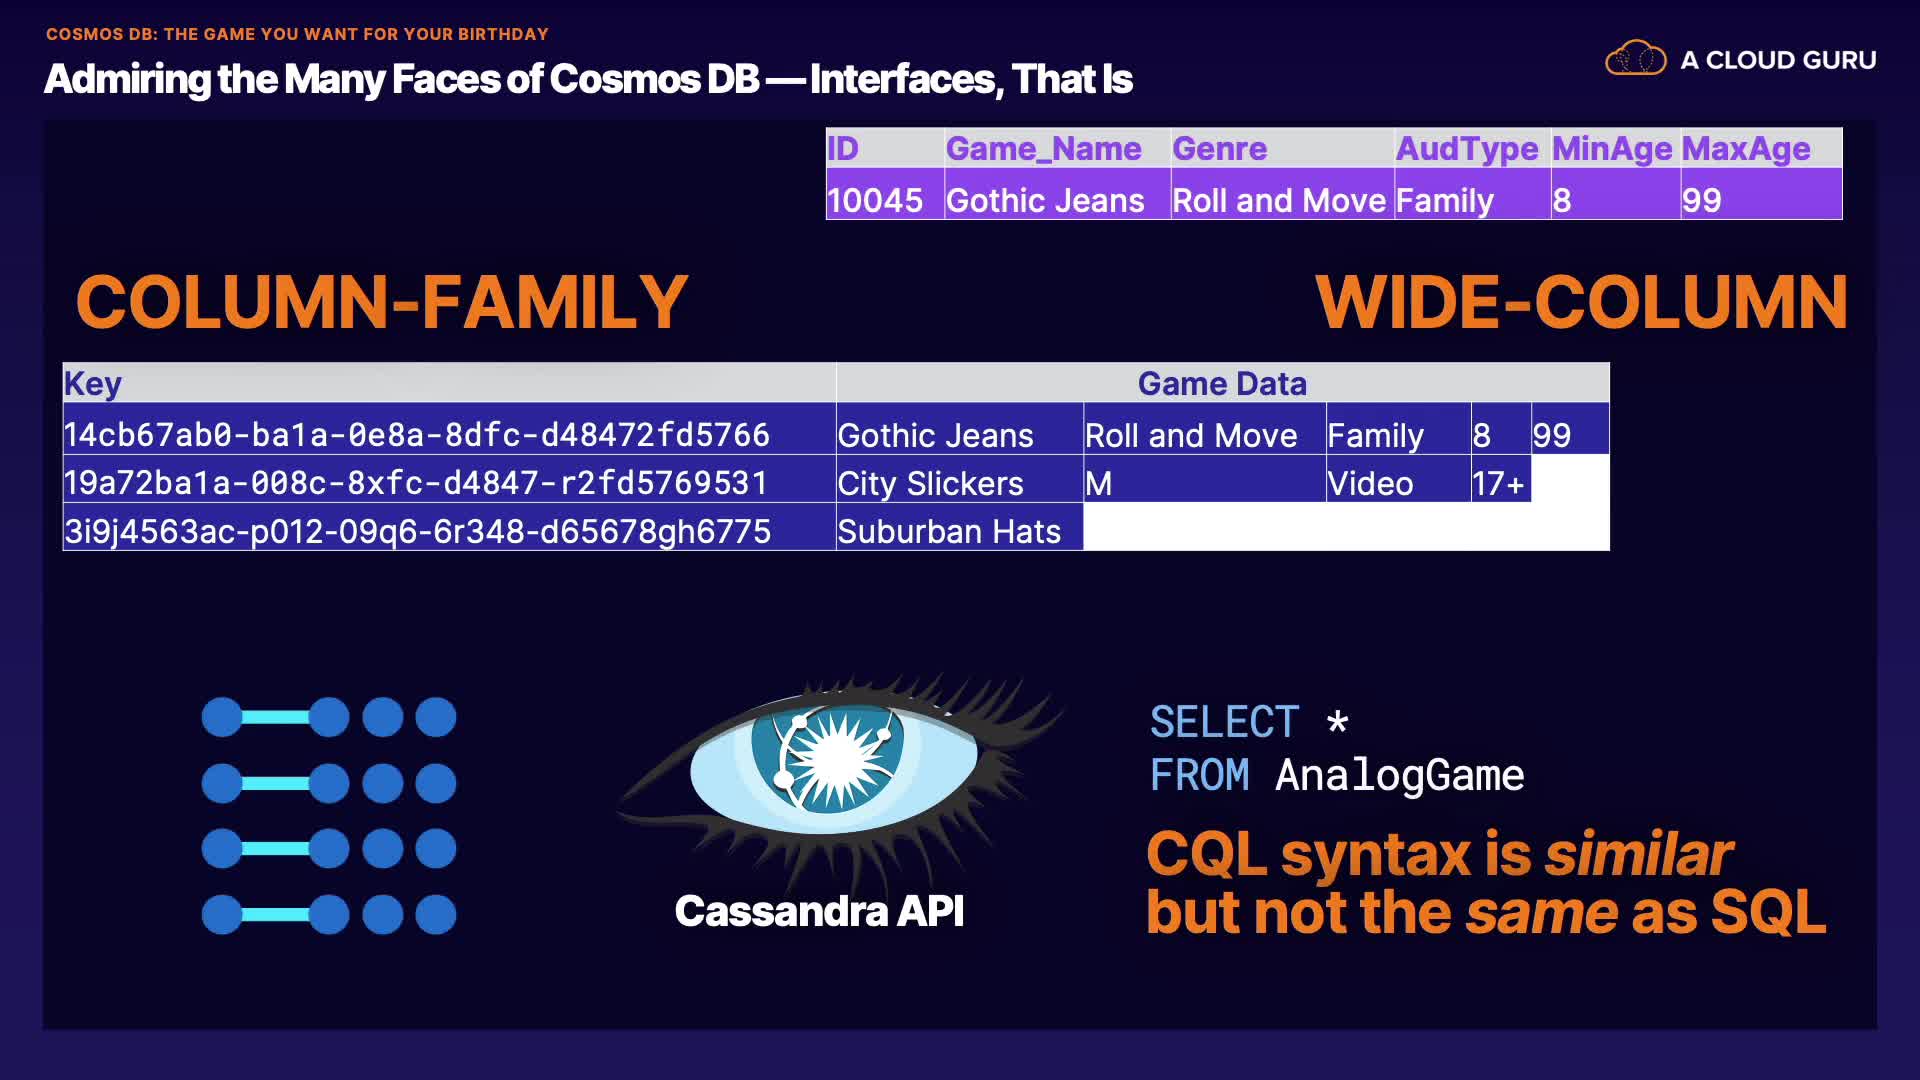 COSMOS DB: THE GAME YOU WANT FOR YOUR BIRTHDAY
Admiring the Many Faces of Cosmos DB — Interfaces, That Is
A CLOUD GURU
ID Game_Name Genre AudType MinAge MaxAge
10045 Gothic Jeans Roll and Move Family 8 99
COLUMN-FAMILY WIDE-COLUMN
Key Game Data
14cb67ab0-ba1a-0e8a-8dfc-d48472fd5766 Gothic Jeans Roll and Move Family 8 99
19a72ba1a-008c-8xfc-d4847-r2fd5769531 City Slickers M Video 17+
3i9j4563ac-p012-09q6-6r348-d65678gh6775 Suburban Hats
Cassandra API
SELECT *
FROM AnalogGame
CQL syntax is similar
but not the same as SQL